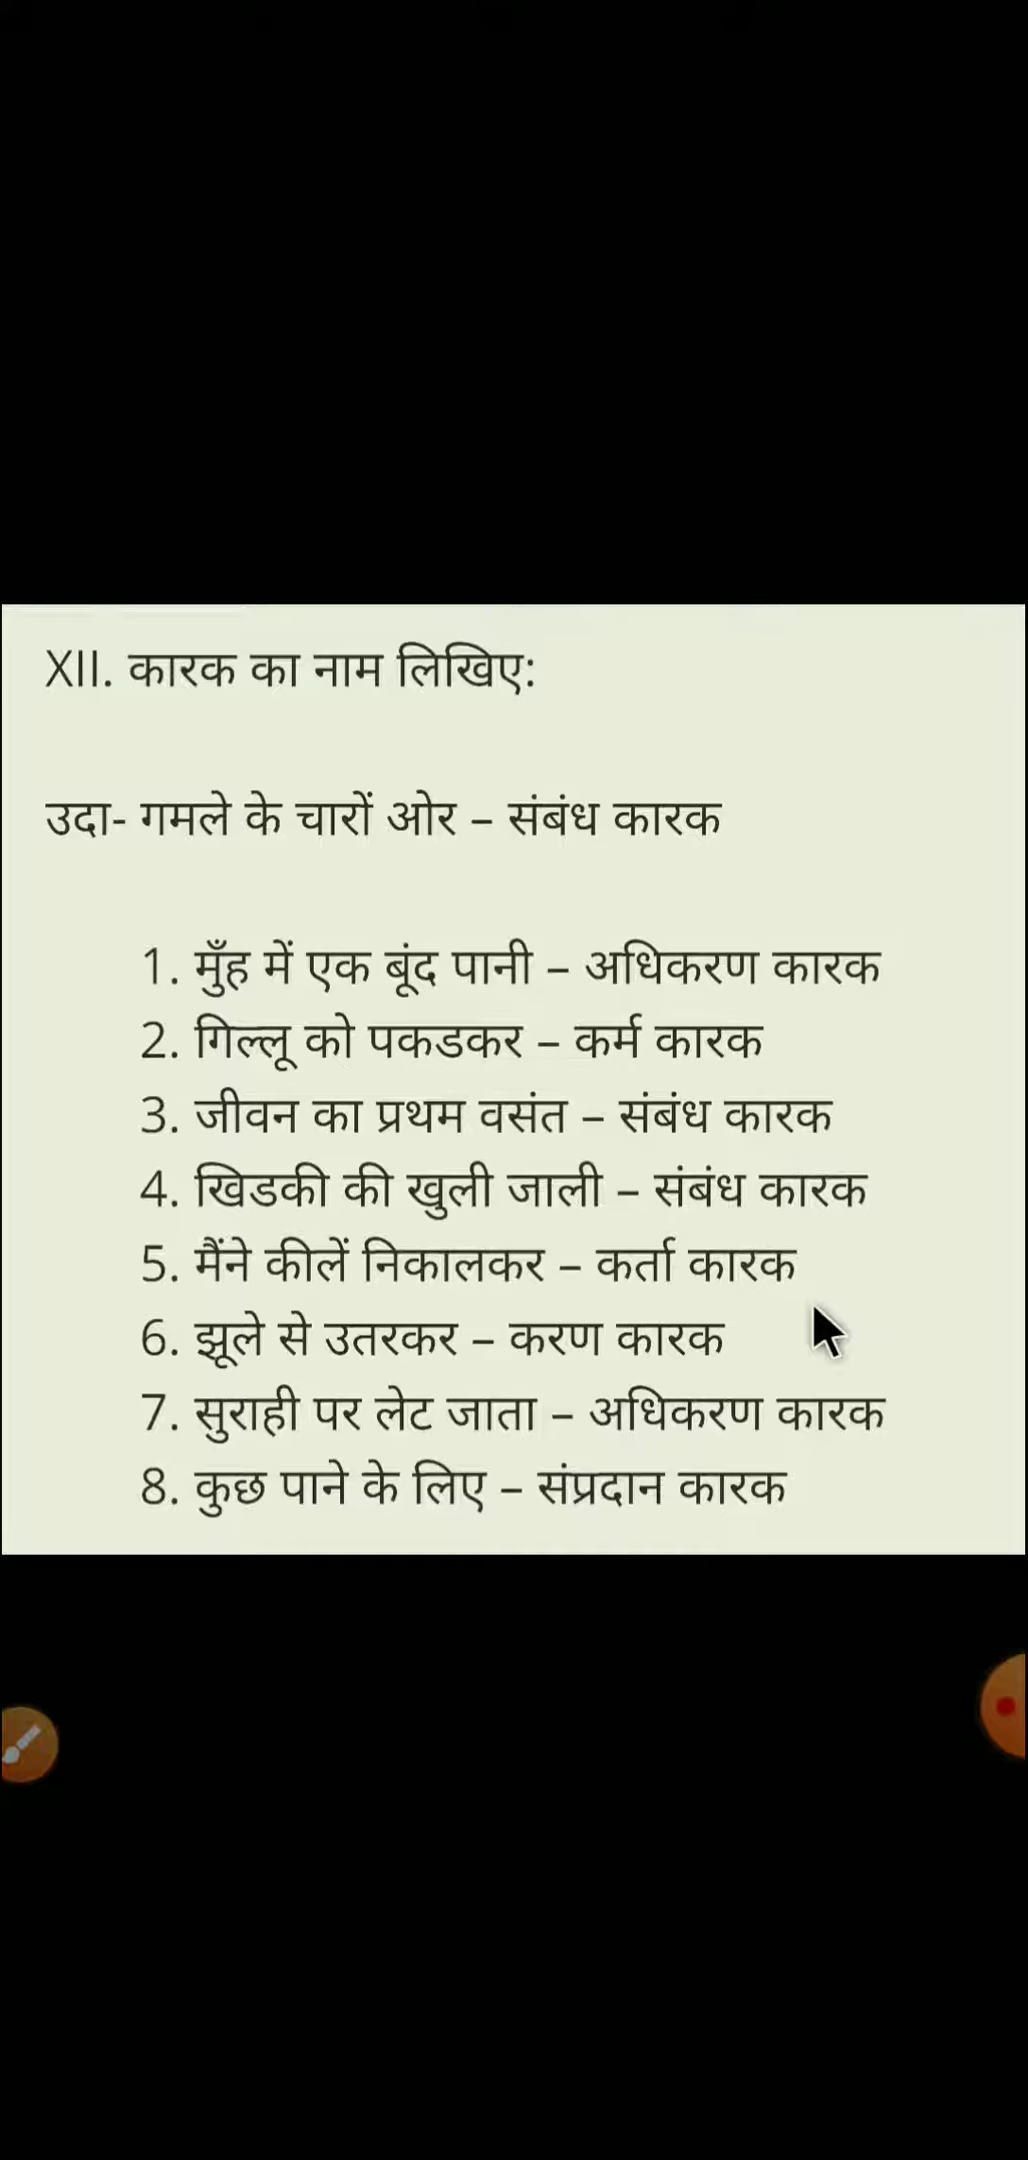 XII. कारक का नाम लिखिए:
उदा- गमले के चारों ओर – संबंध कारक
1. मुँह में एक बूंद पानी – अधिकरण कारक
2. गिल्लू को पकडकर – कर्म कारक
3. जीवन का प्रथम वसंत – संबंध कारक
4. खिडकी की खुली जाली – संबंध कारक
5. मैंने कीलें निकालकर – कर्ता कारक
6. झूले से उतरकर – करण कारक
7. सुराही पर लेट जाता – अधिकरण कारक
8. कुछ पाने के लिए – संप्रदान कारक